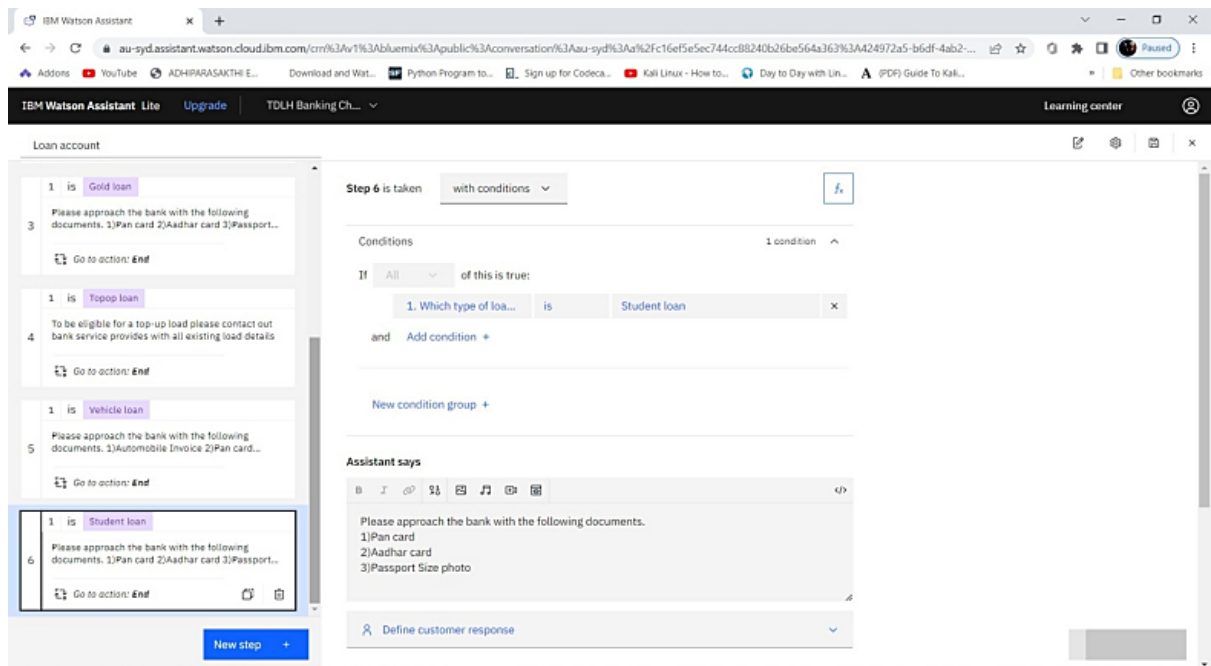 IBM Watson Assistant
au-syd.assistant.watson.cloud.ibm.com/crn%3Av1%3Abluemix%3Apublic%3Aconversation%3Aau-syd%3Aa%2Fc16ef5e5ec744cc88240b26be564a363%3A424972a5-b6df-4ab2-...
Paused
Addons YouTube ADHIPARASAKTHI E... Download and Wat... Python Program to... Sign up for Codeca... Kali Linux - How to... Day to Day with Lin... (PDF) Guide To Kali... » Other bookmarks
IBM Watson Assistant Lite Upgrade TDLH Banking Ch... Learning center
Loan account
1 is Gold loan
3 Please approach the bank with the following
documents. 1)Pan card 2)Aadhar card 3)Passport...
Go to action: End
1 is Topop loan
4 To be eligible for a top-up load please contact out
bank service provides with all existing load details
Go to action: End
1 is Vehicle loan
5 Please approach the bank with the following
documents. 1)Automobile Invoice 2)Pan card...
Go to action: End
1 is Student loan
6 Please approach the bank with the following
documents. 1)Pan card 2)Aadhar card 3)Passport...
Go to action: End
New step +
Step 6 is taken with conditions
fx
Conditions 1 condition
If All of this is true:
1. Which type of loa... is Student loan ×
and Add condition +
New condition group +
Assistant says
B I </>
Please approach the bank with the following documents.
1)Pan card
2)Aadhar card
3)Passport Size photo
Define customer response